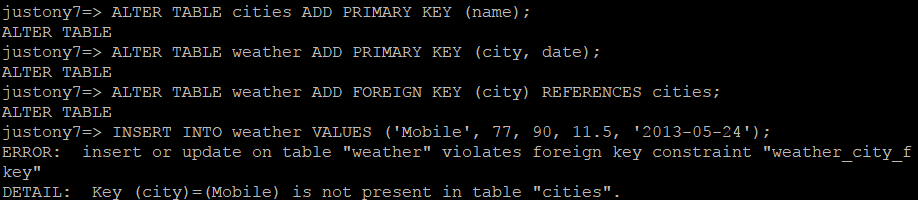 justony7=> ALTER TABLE cities ADD PRIMARY KEY (name);
ALTER TABLE
justony7=> ALTER TABLE weather ADD PRIMARY KEY (city, date);
ALTER TABLE
justony7=> ALTER TABLE weather ADD FOREIGN KEY (city) REFERENCES cities;
ALTER TABLE
justony7=> INSERT INTO weather VALUES ('Mobile', 77, 90, 11.5, '2013-05-24');
ERROR:  insert or update on table "weather" violates foreign key constraint "weather_city_f
key"
DETAIL:  Key (city)=(Mobile) is not present in table "cities".